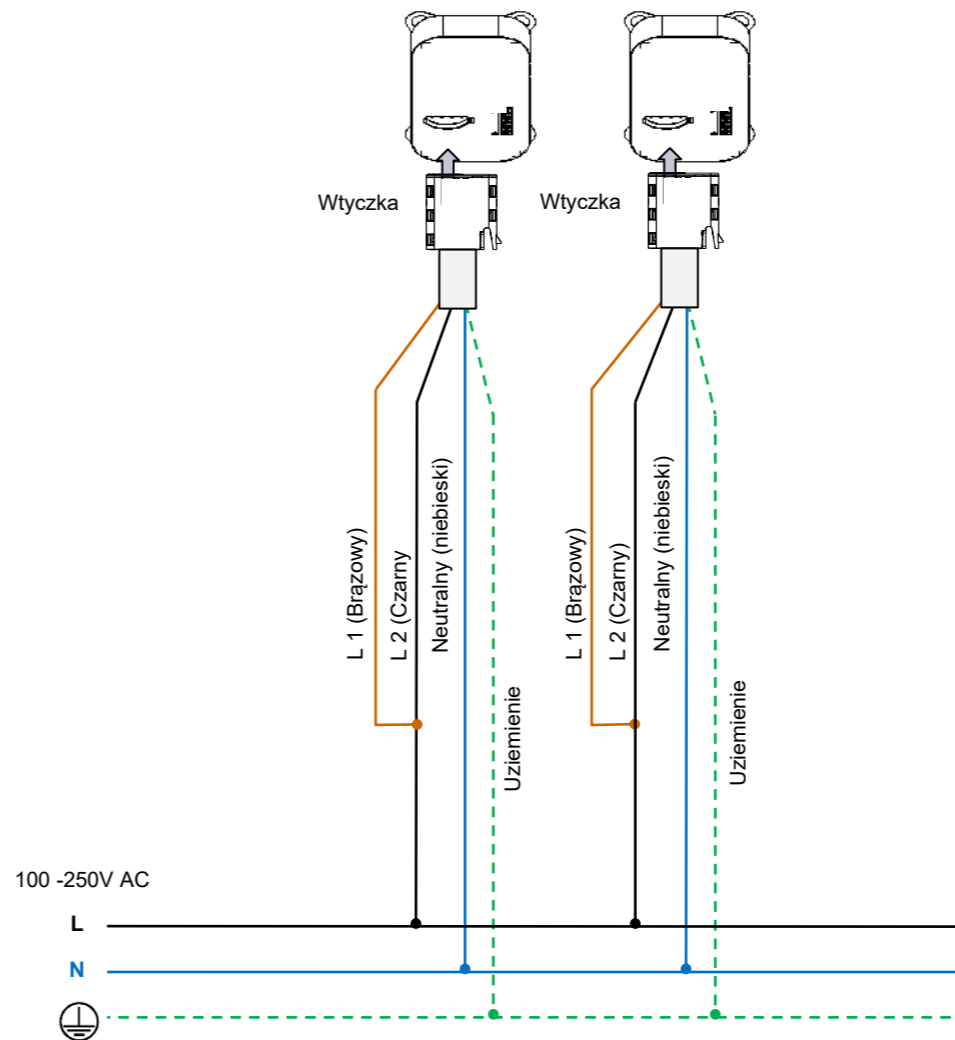 Wtyczka
Wtyczka
L 1 (Brązowy)
L 2 (Czarny)
Neutralny (niebieski)
Uziemienie
L 1 (Brązowy)
L 2 (Czarny)
Neutralny (niebieski)
Uziemienie
100 -250V AC
L
N